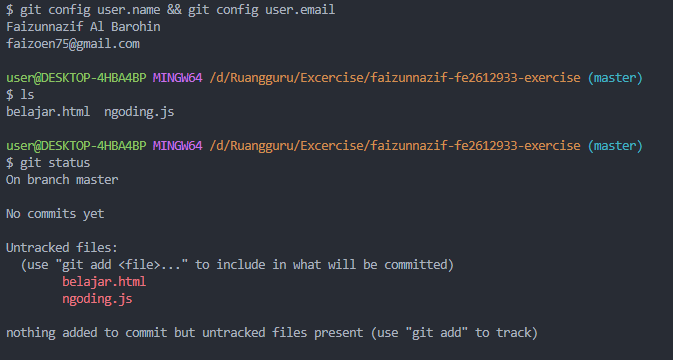 $ git config user.name && git config user.email
Faizunnazif Al Barohin
faizoen75@gmail.com
user@DESKTOP-4HBA4BP MINGW64 /d/Ruangguru/Excercise/faizunnazif-fe2612933-exercise (master)
$ ls
belajar.html  ngoding.js
user@DESKTOP-4HBA4BP MINGW64 /d/Ruangguru/Excercise/faizunnazif-fe2612933-exercise (master)
$ git status
On branch master
No commits yet
Untracked files:
  (use "git add <file>..." to include in what will be committed)
        belajar.html
        ngoding.js
nothing added to commit but untracked files present (use "git add" to track)